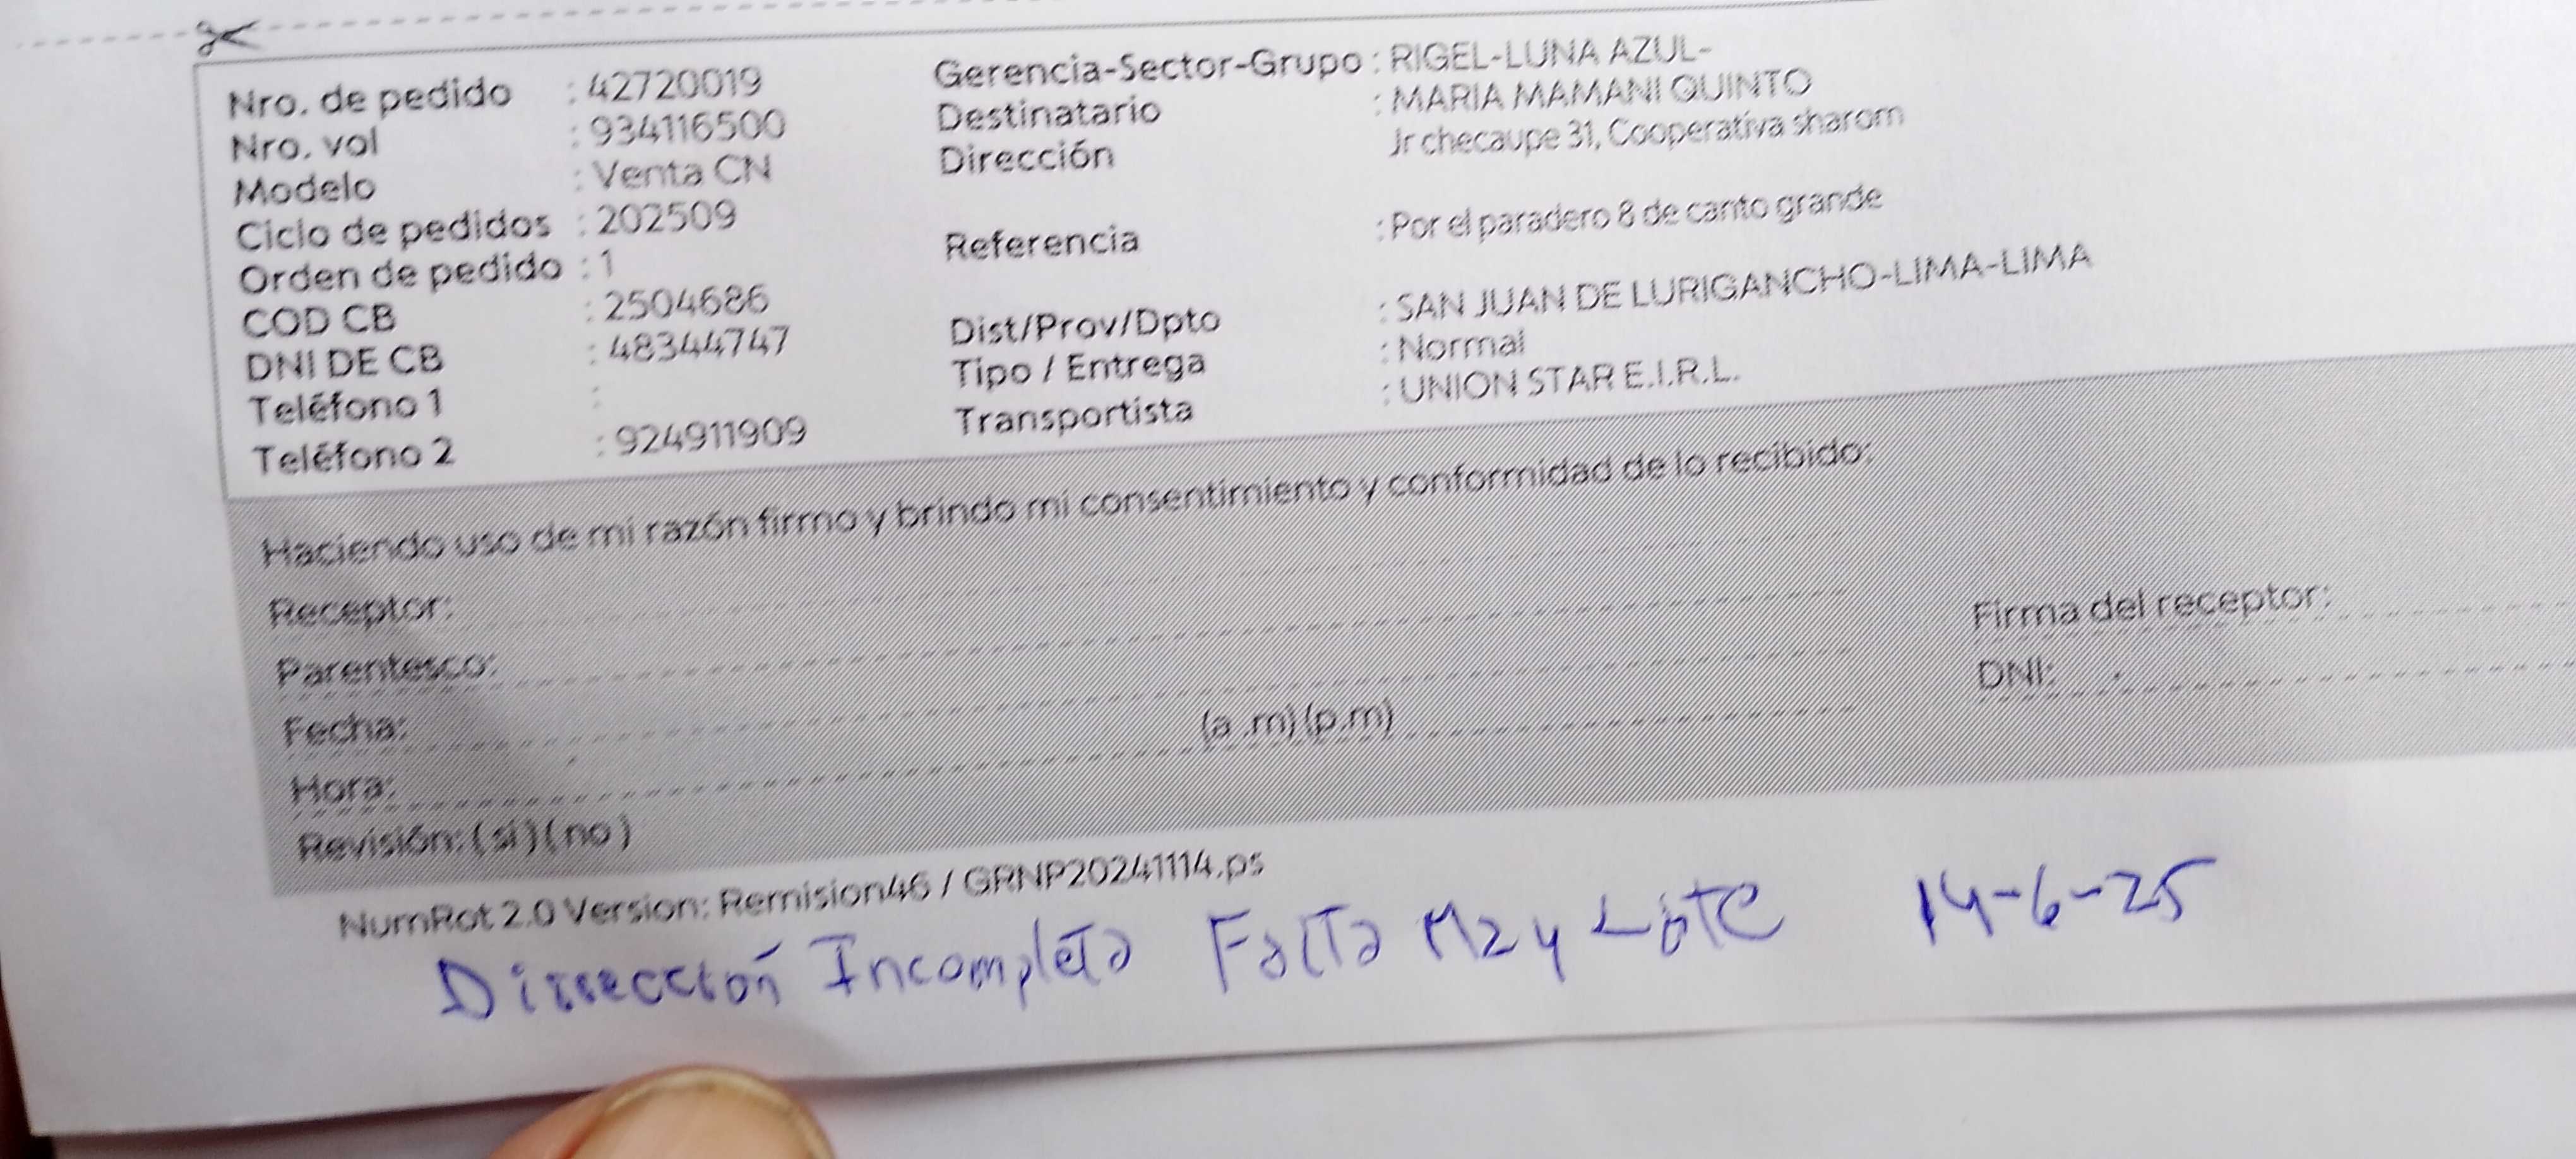 Nro. de pedido : 42720019
Nro. vol : 934116500
Modelo : Venta CN
Ciclo de pedidos : 202509
Orden de pedido : 1
COD CB : 2504686
DNI DE CB : 48344747
Teléfono 1 :
Teléfono 2 : 924911909
Gerencia-Sector-Grupo : RIGEL-LUNA AZUL-
Destinatario : MARIA MAMANI QUINTO
Dirección Jr checaupe 31, Cooperativa sharom
Referencia : Por el paradero 8 de canto grande
Dist/Prov/Dpto : SAN JUAN DE LURIGANCHO-LIMA-LIMA
Tipo / Entrega : Normal
Transportista : UNION STAR E.I.R.L.
Haciendo uso de mi razón firmo y brindo mi consentimiento y conformidad de lo recibido:
Receptor:
Parentesco:
Fecha:
Hora: (a .m) (p.m)
Revisión: ( si ) ( no )
Firma del receptor:
DNI:
NumRot 2.0 Version: Remision46 / GRNP20241114.ps
Dirección Incompleta Falta Mz y Lote 14-6-25